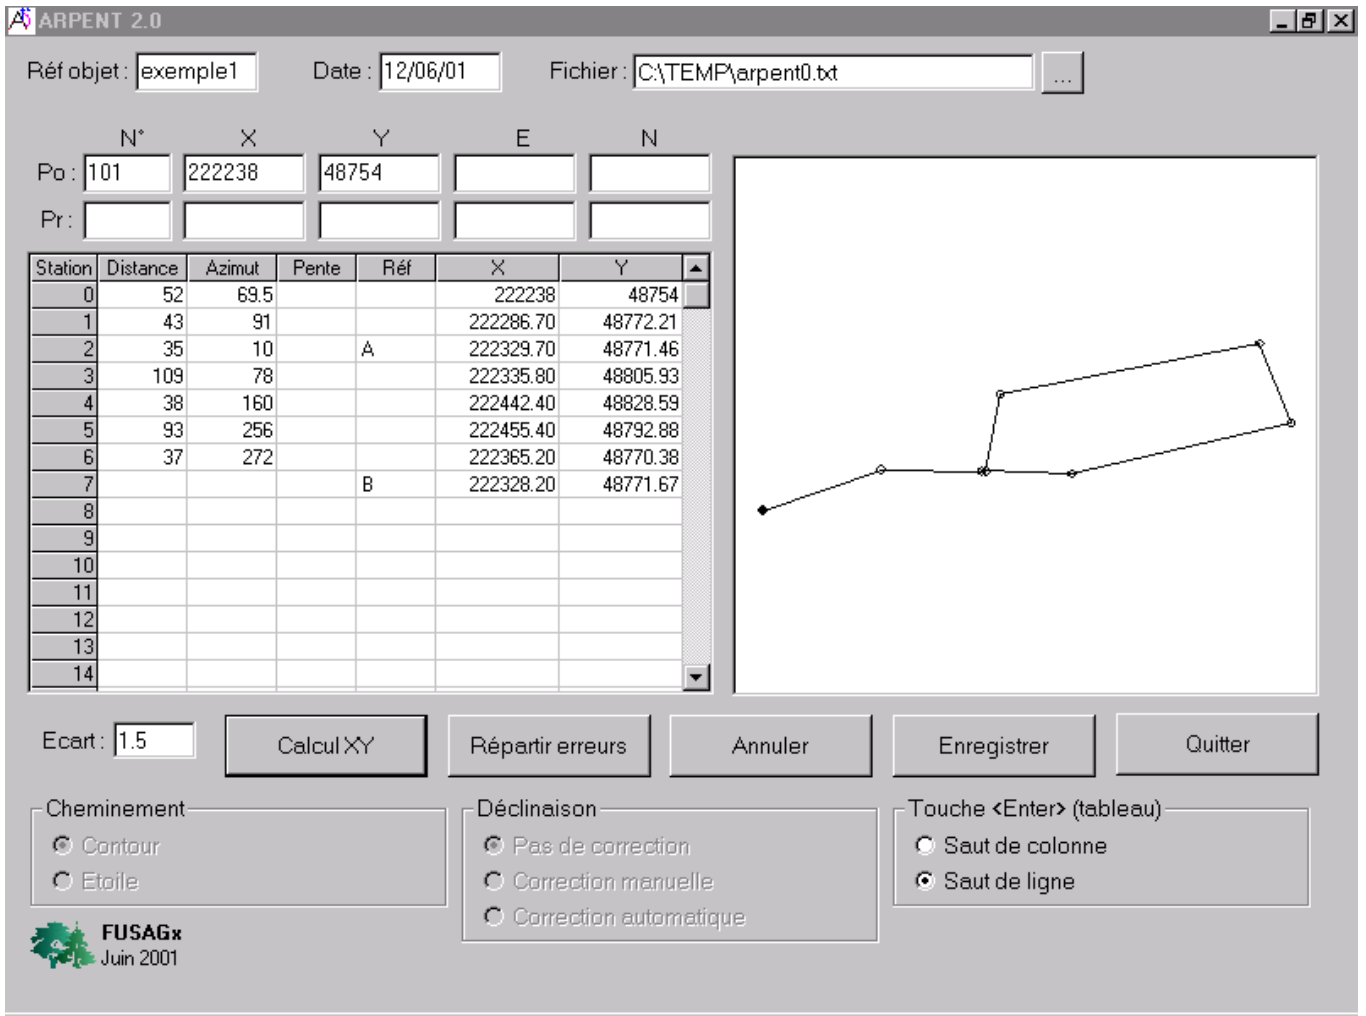 ARPENT 2.0
Réf objet : exemple1 Date : 12/06/01 Fichier : C:\TEMP\arpent0.txt ...
N° X Y E N
Po : 101 222238 48754
Pr :
Station Distance Azimut Pente Réf X Y
0 52 69.5 222238 48754
1 43 91 222286.70 48772.21
2 35 10 A 222329.70 48771.46
3 109 78 222335.80 48805.93
4 38 160 222442.40 48828.59
5 93 256 222455.40 48792.88
6 37 272 222365.20 48770.38
7 B 222328.20 48771.67
8
9
10
11
12
13
14
Ecart : 1.5 Calcul XY Répartir erreurs Annuler Enregistrer Quitter
Cheminement Déclinaison Touche <Enter> (tableau)
Contour Pas de correction Saut de colonne
Etoile Correction manuelle Saut de ligne
Correction automatique
FUSAGx
Juin 2001